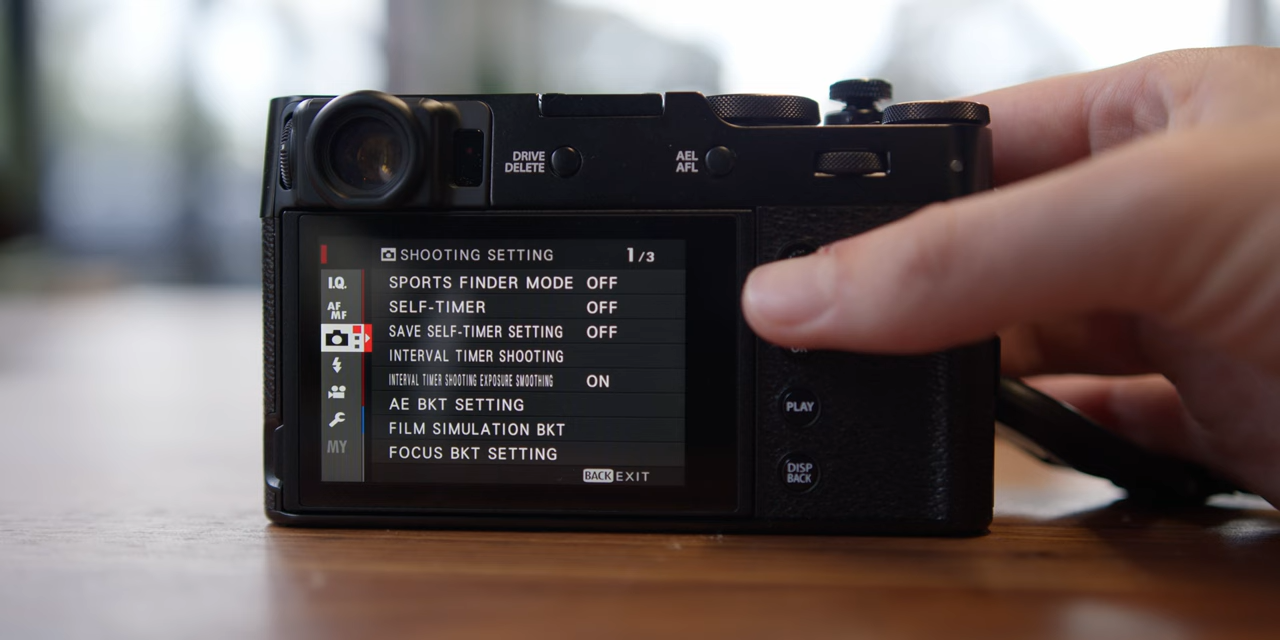 DRIVE
DELETE
AEL
AFL
SHOOTING SETTING 1/3
I.Q.
SPORTS FINDER MODE OFF
AF
MF
SELF-TIMER OFF
SAVE SELF-TIMER SETTING OFF
INTERVAL TIMER SHOOTING
INTERVAL TIMER SHOOTING EXPOSURE SMOOTHING ON
AE BKT SETTING
FILM SIMULATION BKT
MY
FOCUS BKT SETTING
BACK EXIT
PLAY
DISP
BACK